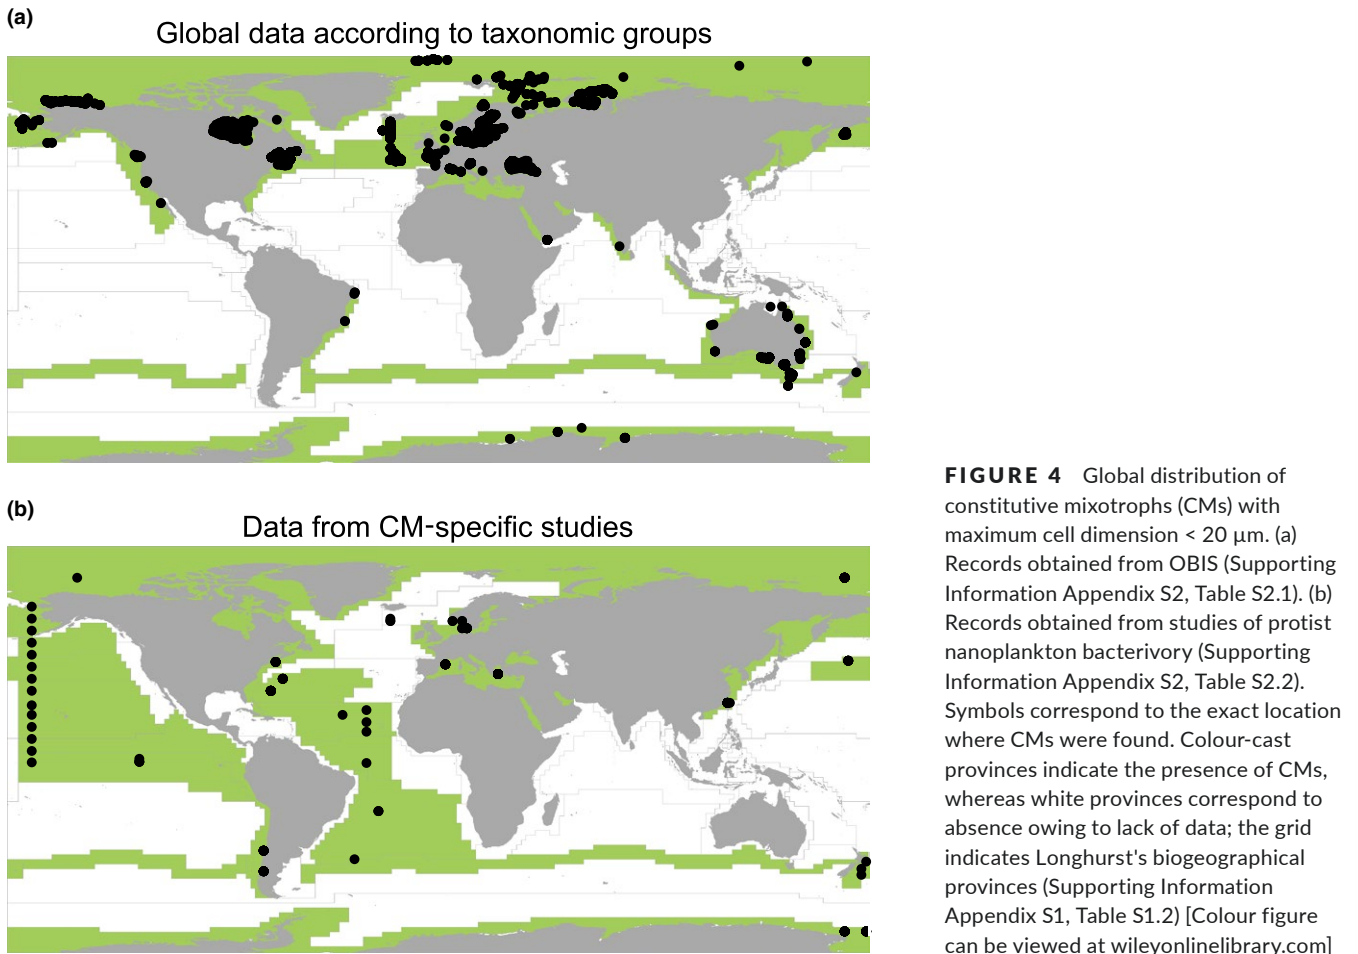 (a)
Global data according to taxonomic groups
(b)
Data from CM-specific studies
FIGURE 4 Global distribution of
constitutive mixotrophs (CMs) with
maximum cell dimension < 20 μm. (a)
Records obtained from OBIS (Supporting
Information Appendix S2, Table S2.1). (b)
Records obtained from studies of protist
nanoplankton bacterivory (Supporting
Information Appendix S2, Table S2.2).
Symbols correspond to the exact location
where CMs were found. Colour-cast
provinces indicate the presence of CMs,
whereas white provinces correspond to
absence owing to lack of data; the grid
indicates Longhurst's biogeographical
provinces (Supporting Information
Appendix S1, Table S1.2) [Colour figure
can be viewed at wileyonlinelibrary.com]